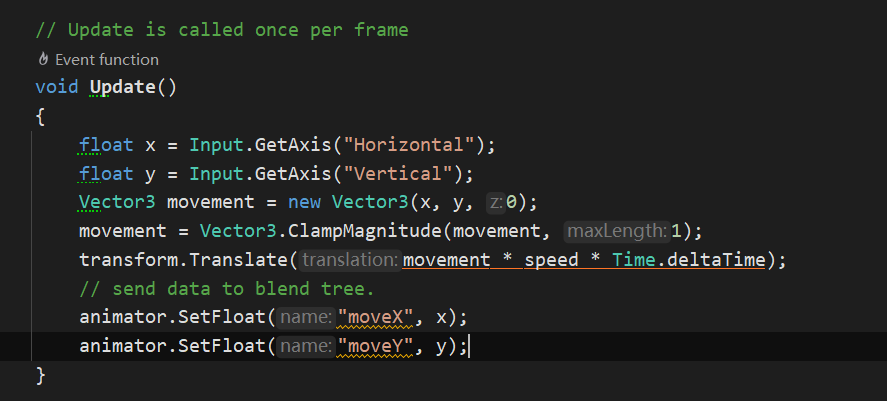 // Update is called once per frame
Event function
void Update()
{
float x = Input.GetAxis("Horizontal");
float y = Input.GetAxis("Vertical");
Vector3 movement = new Vector3(x, y, z:0);
movement = Vector3.ClampMagnitude(movement, maxLength:1);
transform.Translate(translation:movement * speed * Time.deltaTime);
// send data to blend tree.
animator.SetFloat(name:"moveX", x);
animator.SetFloat(name:"moveY", y);
}